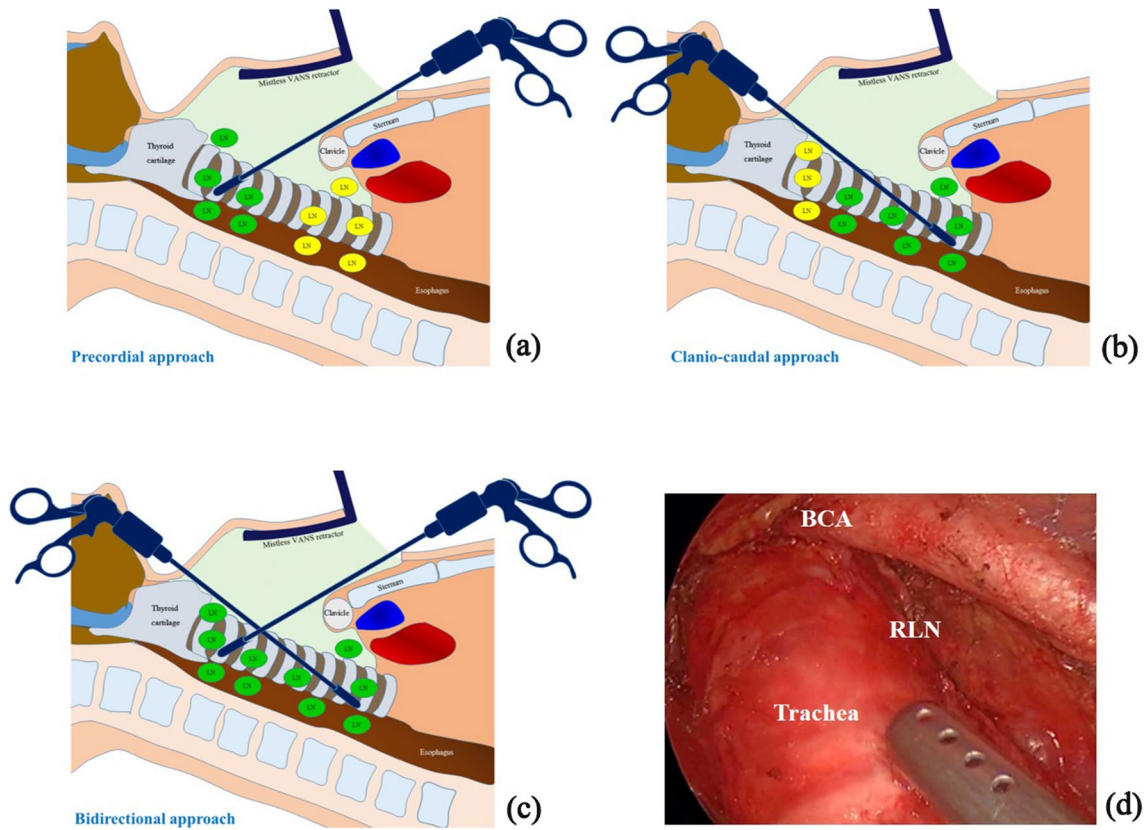 Mistless VANS retractor
Sternum
LN
Thyroid
cartilage
Clavicle
LN
LN
LN
LN
LN
LN
LN
LN
LN
Esophagus
Precordial approach
(a)
Mistless VANS retractor
Sternum
LN
Thyroid
cartilage
Clavicle
LN
LN
LN
LN
LN
LN
LN
LN
LN
Esophagus
Clanio-caudal approach
(b)
Mistless VANS retractor
Sternum
Thyroid
cartilage
LN
Clavicle
LN
LN
LN
LN
LN
LN
LN
LN
LN
Esophagus
Bidirectional approach
(c)
BCA
RLN
Trachea
(d)